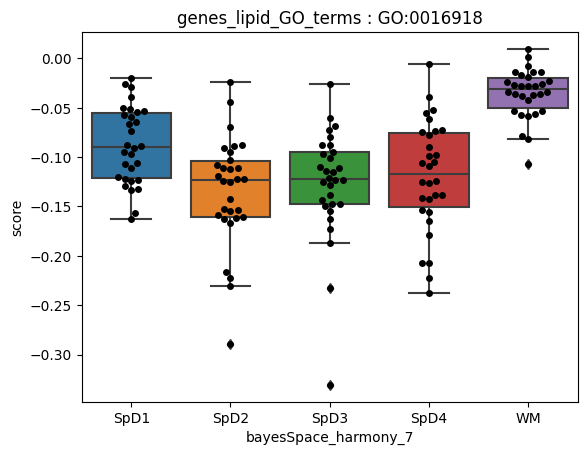 genes_lipid_GO_terms : GO:0016918
score
0.00
−0.05
−0.10
−0.15
−0.20
−0.25
−0.30
SpD1 SpD2 SpD3 SpD4 WM
bayesSpace_harmony_7